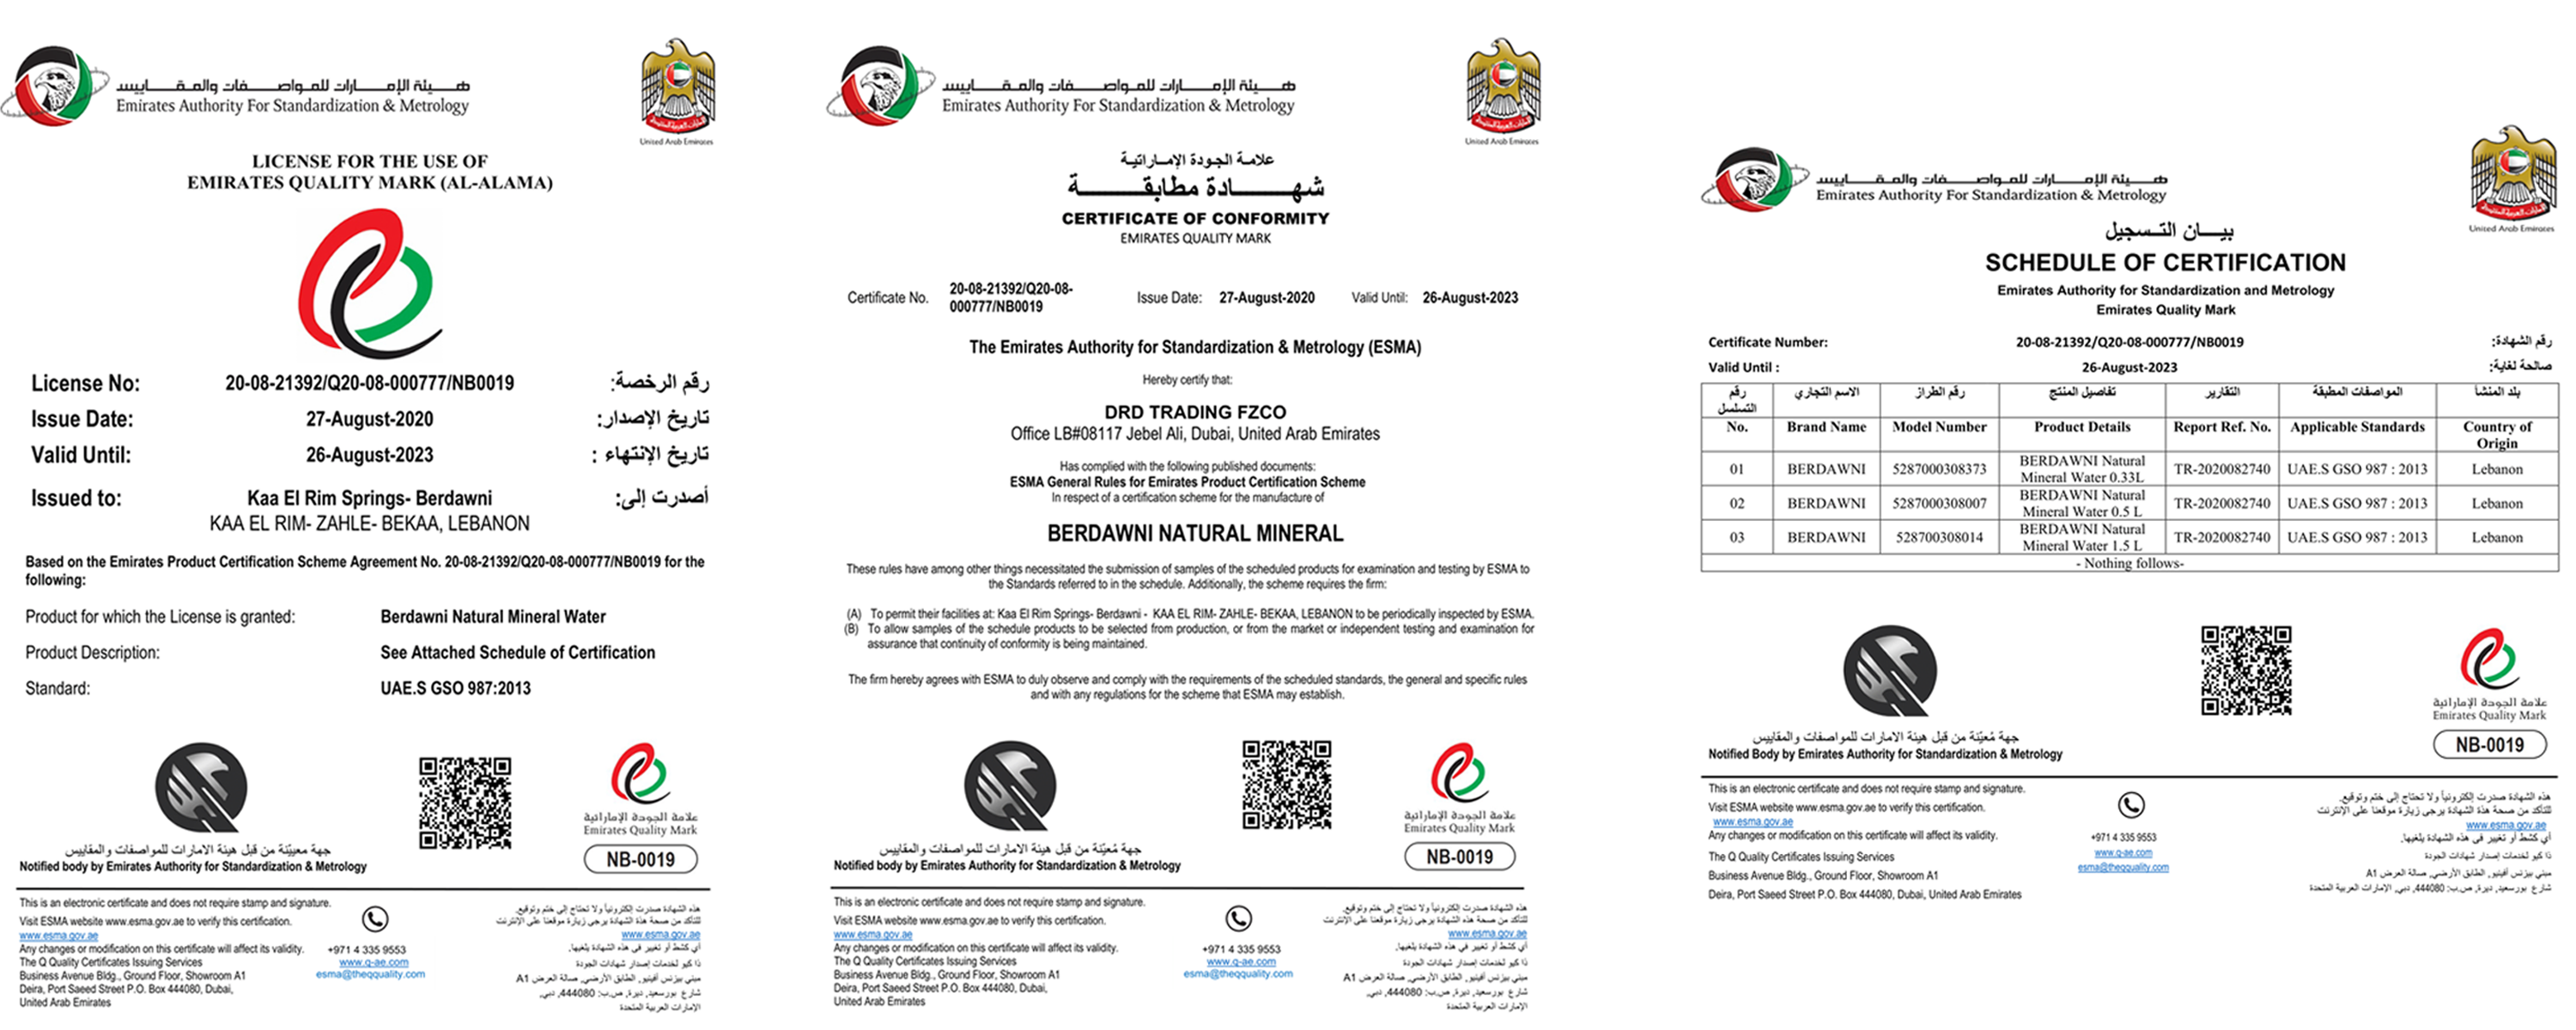 هيئة الإمارات للمواصفات والمقاييس
Emirates Authority For Standardization & Metrology
United Arab Emirates
LICENSE FOR THE USE OF
EMIRATES QUALITY MARK (AL-ALAMA)
License No: 20-08-21392/Q20-08-000777/NB0019 رقم الرخصة:
Issue Date: 27-August-2020 تاريخ الإصدار:
Valid Until: 26-August-2023 تاريخ الإنتهاء :
Issued to: Kaa El Rim Springs- Berdawni أصدرت إلى:
KAA EL RIM- ZAHLE- BEKAA, LEBANON
Based on the Emirates Product Certification Scheme Agreement No. 20-08-21392/Q20-08-000777/NB0019 for the
following:
Product for which the License is granted: Berdawni Natural Mineral Water
Product Description: See Attached Schedule of Certification
Standard: UAE.S GSO 987:2013
علامة الجودة الإماراتية
Emirates Quality Mark
NB-0019
جهة معيّنة من قبل هيئة الامارات للمواصفات والمقاييس
Notified body by Emirates Authority for Standardization & Metrology
This is an electronic certificate and does not require stamp and signature.
Visit ESMA website www.esma.gov.ae to verify this certification.
www.esma.gov.ae
Any changes or modification on this certificate will affect its validity.
The Q Quality Certificates Issuing Services
Business Avenue Bldg., Ground Floor, Showroom A1
Deira, Port Saeed Street P.O. Box 444080, Dubai,
United Arab Emirates
+971 4 335 9553
www.q-ae.com
esma@theqquality.com
هذه الشهادة صدرت إلكترونياً ولا تحتاج إلى ختم وتوقيع.
للتأكد من صحة هذة الشهادة يرجى زيارة موقعنا على الإنترنت
www.esma.gov.ae
أي كشط أو تغيير في هذه الشهادة يلغيها.
ذا كيو لخدمات إصدار شهادات الجودة
مبني بيزنس أفينيو, الطابق الأرضي, صالة العرض A1
شارع بورسعيد, ديرة, ص.ب: 444080, دبي,
الإمارات العربية المتحدة
هيئة الإمارات للمواصفات والمقاييس
Emirates Authority For Standardization & Metrology
United Arab Emirates
علامة الجودة الإماراتية
شهادة مطابقة
CERTIFICATE OF CONFORMITY
EMIRATES QUALITY MARK
Certificate No. 20-08-21392/Q20-08-
000777/NB0019 Issue Date: 27-August-2020 Valid Until: 26-August-2023
The Emirates Authority for Standardization & Metrology (ESMA)
Hereby certify that:
DRD TRADING FZCO
Office LB#08117 Jebel Ali, Dubai, United Arab Emirates
Has complied with the following published documents:
ESMA General Rules for Emirates Product Certification Scheme
In respect of a certification scheme for the manufacture of
BERDAWNI NATURAL MINERAL
These rules have among other things necessitated the submission of samples of the scheduled products for examination and testing by ESMA to
the Standards referred to in the schedule. Additionally, the scheme requires the firm:
(A) To permit their facilities at: Kaa El Rim Springs- Berdawni - KAA EL RIM- ZAHLE- BEKAA, LEBANON to be periodically inspected by ESMA.
(B) To allow samples of the schedule products to be selected from production, or from the market or independent testing and examination for
assurance that continuity of conformity is being maintained.
The firm hereby agrees with ESMA to duly observe and comply with the requirements of the scheduled standards, the general and specific rules
and with any regulations for the scheme that ESMA may establish.
علامة الجودة الإماراتية
Emirates Quality Mark
NB-0019
جهة مُعيّنة من قبل هيئة الامارات للمواصفات والمقاييس
Notified body by Emirates Authority for Standardization & Metrology
This is an electronic certificate and does not require stamp and signature.
Visit ESMA website www.esma.gov.ae to verify this certification.
www.esma.gov.ae
Any changes or modification on this certificate will affect its validity.
The Q Quality Certificates Issuing Services
Business Avenue Bldg., Ground Floor, Showroom A1
Deira, Port Saeed Street P.O. Box 444080, Dubai,
United Arab Emirates
+971 4 335 9553
www.q-ae.com
esma@theqquality.com
هذه الشهادة صدرت إلكترونياً ولا تحتاج إلى ختم وتوقيع.
للتأكد من صحة هذة الشهادة يرجى زيارة موقعنا على الإنترنت
www.esma.gov.ae
أي كشط أو تغيير في هذه الشهادة يلغيها.
ذا كيو لخدمات إصدار شهادات الجودة
مبني بيزنس أفينيو, الطابق الأرضي, صالة العرض A1
شارع بورسعيد, ديرة, ص.ب: 444080, دبي,
الإمارات العربية المتحدة
هيئة الإمارات للمواصفات والمقاييس
Emirates Authority For Standardization & Metrology
United Arab Emirates
بيان التسجيل
SCHEDULE OF CERTIFICATION
Emirates Authority for Standardization and Metrology
Emirates Quality Mark
Certificate Number: 20-08-21392/Q20-08-000777/NB0019 رقم الشهادة:
Valid Until : 26-August-2023 صالحة لغاية:
رقم التسلسل الاسم التجاري رقم الطراز تفاصيل المنتج التقارير المواصفات المطبقة بلد المنشأ
No. Brand Name Model Number Product Details Report Ref. No. Applicable Standards Country of Origin
01 BERDAWNI 5287000308373 BERDAWNI Natural Mineral Water 0.33L TR-2020082740 UAE.S GSO 987 : 2013 Lebanon
02 BERDAWNI 5287000308007 BERDAWNI Natural Mineral Water 0.5 L TR-2020082740 UAE.S GSO 987 : 2013 Lebanon
03 BERDAWNI 528700308014 BERDAWNI Natural Mineral Water 1.5 L TR-2020082740 UAE.S GSO 987 : 2013 Lebanon
- Nothing follows-
علامة الجودة الإماراتية
Emirates Quality Mark
NB-0019
جهة مُعيّنة من قبل هيئة الامارات للمواصفات والمقاييس
Notified Body by Emirates Authority for Standardization & Metrology
This is an electronic certificate and does not require stamp and signature.
Visit ESMA website www.esma.gov.ae to verify this certification.
www.esma.gov.ae
Any changes or modification on this certificate will affect its validity.
The Q Quality Certificates Issuing Services
Business Avenue Bldg., Ground Floor, Showroom A1
Deira, Port Saeed Street P.O. Box 444080, Dubai, United Arab Emirates
+971 4 335 9553
www.q-ae.com
esma@theqquality.com
هذه الشهادة صدرت إلكترونياً ولا تحتاج إلى ختم وتوقيع.
للتأكد من صحة هذة الشهادة يرجى زيارة موقعنا على الإنترنت
www.esma.gov.ae
أي كشط أو تغيير في هذه الشهادة يلغيها.
ذا كيو لخدمات إصدار شهادات الجودة
مبني بيزنس أفينيو, الطابق الأرضي, صالة العرض A1
شارع بورسعيد, ديرة, ص.ب: 444080, دبي, الإمارات العربية المتحدة